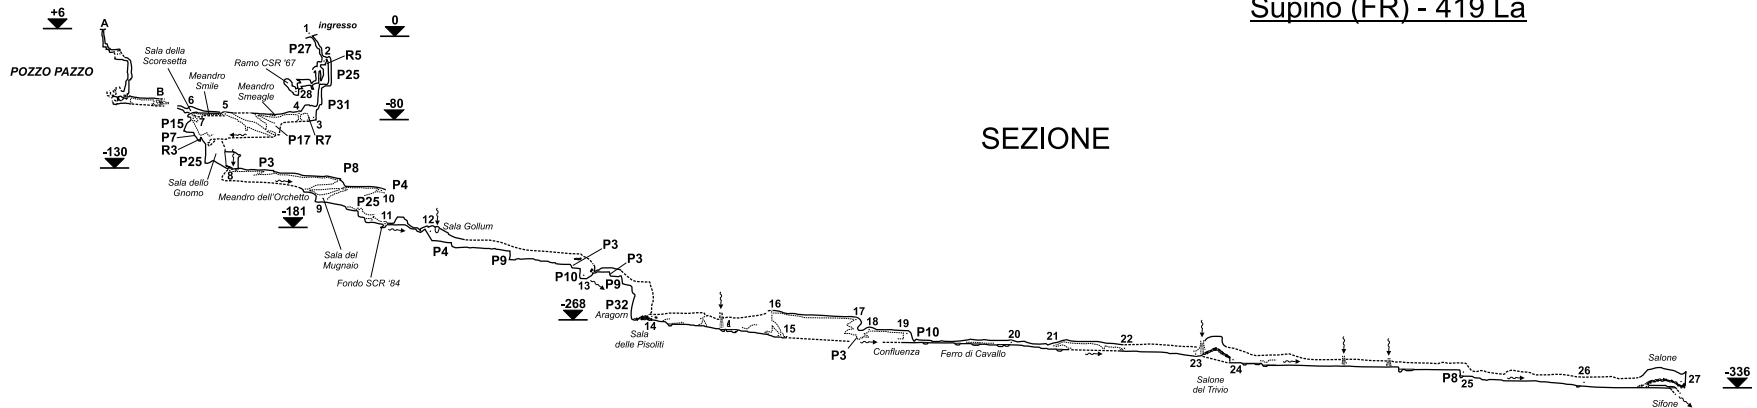 Supino (FR) - 419 La
+6
A
ingresso
0
1
P27
2
Sala della
Scoresetta
Ramo CSR '67
R5
POZZO PAZZO
Meandro
Smile
P25
Meandro
Smeagle
28
B
6
5
4
P31
-80
3
P15
7
P17
R7
P7
R3
SEZIONE
-130
P25
P3
P8
8
P4
Sala dello
Gnomo
10
Meandro dell'Orchetto
P25
9
-181
11
12
Sala Gollum
P4
P3
Sala del
Mugnaio
P9
P3
Fondo SCR '84
P10
P9
13
-268
P32
Aragorn
16
17
14
18
19
15
P10
20
21
22
Sala
delle Pisoliti
P3
Confluenza
Ferro di Cavallo
23
24
Salone
Salone
del Trivio
P8
25
26
27
-336
Sifone